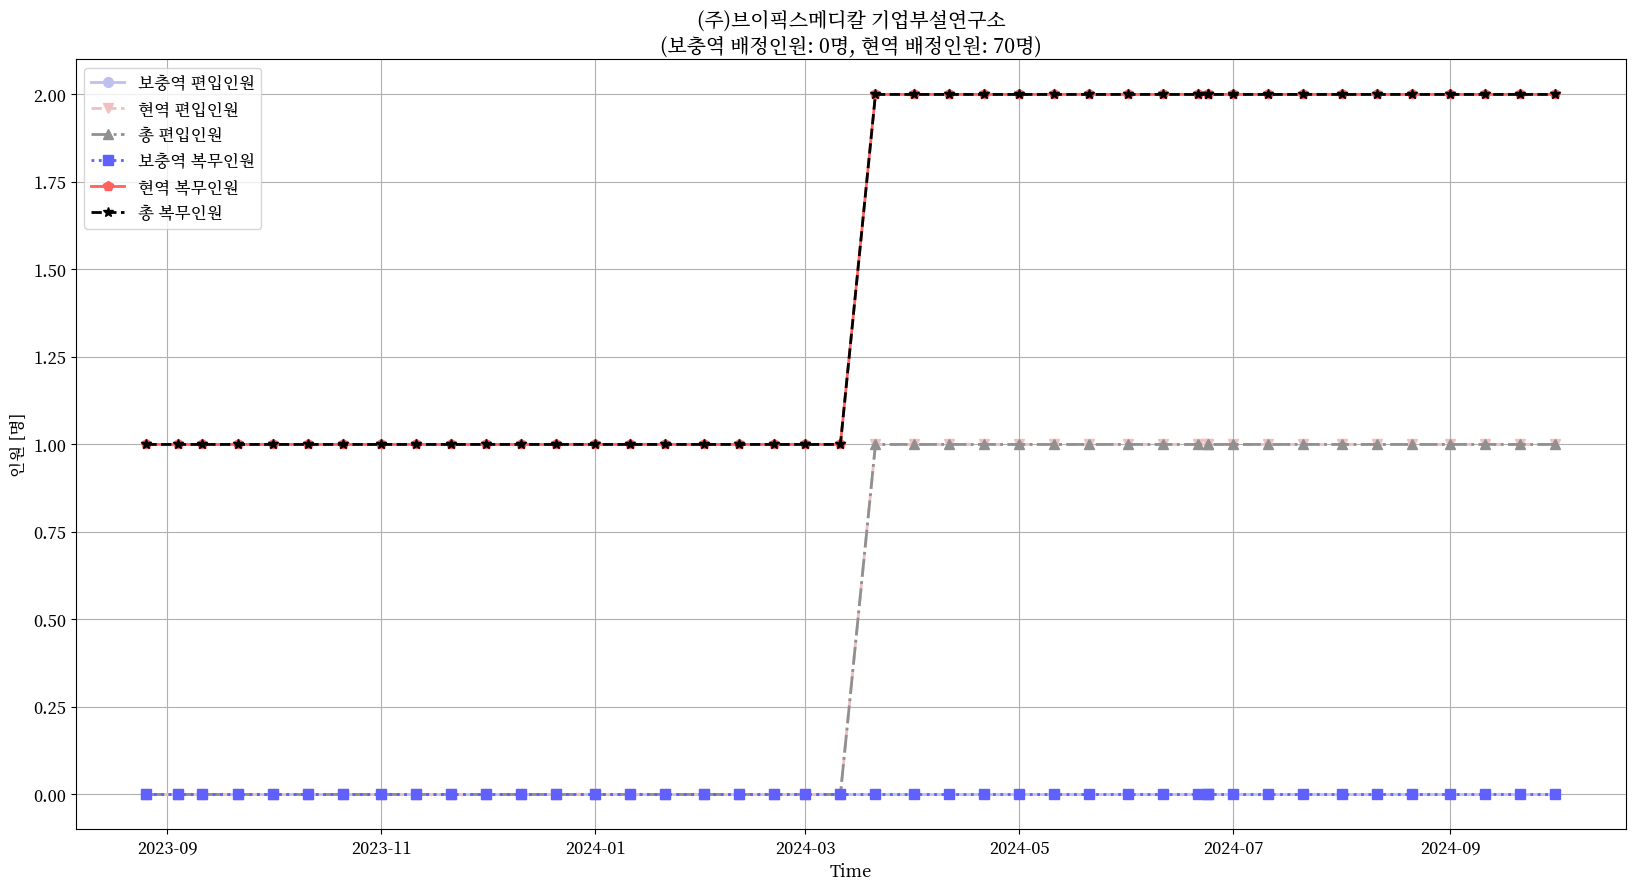 (주)브이픽스메디칼 기업부설연구소
(보충역 배정인원: 0명, 현역 배정인원: 70명)
보충역 편입인원
현역 편입인원
총 편입인원
보충역 복무인원
현역 복무인원
총 복무인원
2.00
1.75
1.50
1.25
1.00
0.75
0.50
0.25
0.00
인원 [명]
2023-09
2023-11
2024-01
2024-03
2024-05
2024-07
2024-09
Time